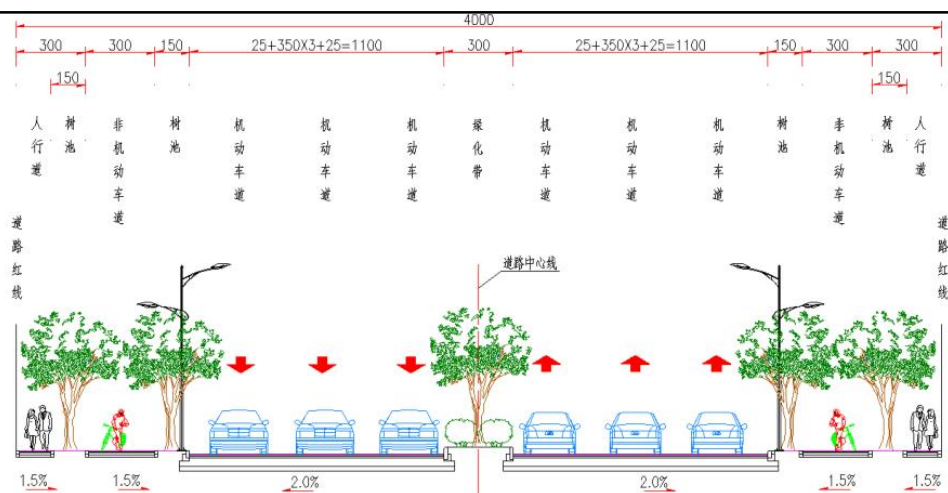 4000
300 300 150 25+350X3+25=1100 300 25+350X3+25=1100 150 300 300
150 150
人行道 树池 非机动车道 树池 机动车道 机动车道 机动车道 绿化带 机动车道 机动车道 机动车道 树池 非机动车道 树池 人行道
道路红线 道路红线
道路中心线
1.5% 1.5% 2.0% 2.0% 1.5% 1.5%